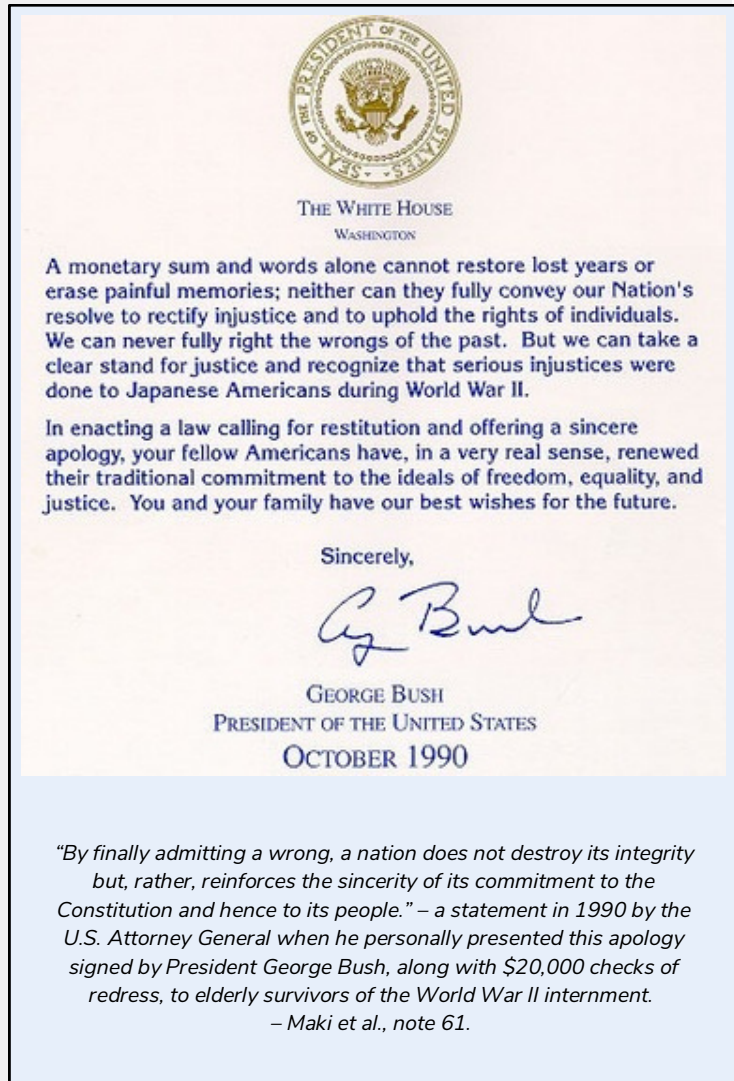 SEAL OF THE PRESIDENT OF THE UNITED STATES
THE WHITE HOUSE
WASHINGTON
A monetary sum and words alone cannot restore lost years or
erase painful memories; neither can they fully convey our Nation's
resolve to rectify injustice and to uphold the rights of individuals.
We can never fully right the wrongs of the past. But we can take a
clear stand for justice and recognize that serious injustices were
done to Japanese Americans during World War II.
In enacting a law calling for restitution and offering a sincere
apology, your fellow Americans have, in a very real sense, renewed
their traditional commitment to the ideals of freedom, equality, and
justice. You and your family have our best wishes for the future.
Sincerely,
G Bush
GEORGE BUSH
PRESIDENT OF THE UNITED STATES
OCTOBER 1990
“By finally admitting a wrong, a nation does not destroy its integrity
but, rather, reinforces the sincerity of its commitment to the
Constitution and hence to its people.” – a statement in 1990 by the
U.S. Attorney General when he personally presented this apology
signed by President George Bush, along with $20,000 checks of
redress, to elderly survivors of the World War II internment.
– Maki et al., note 61.